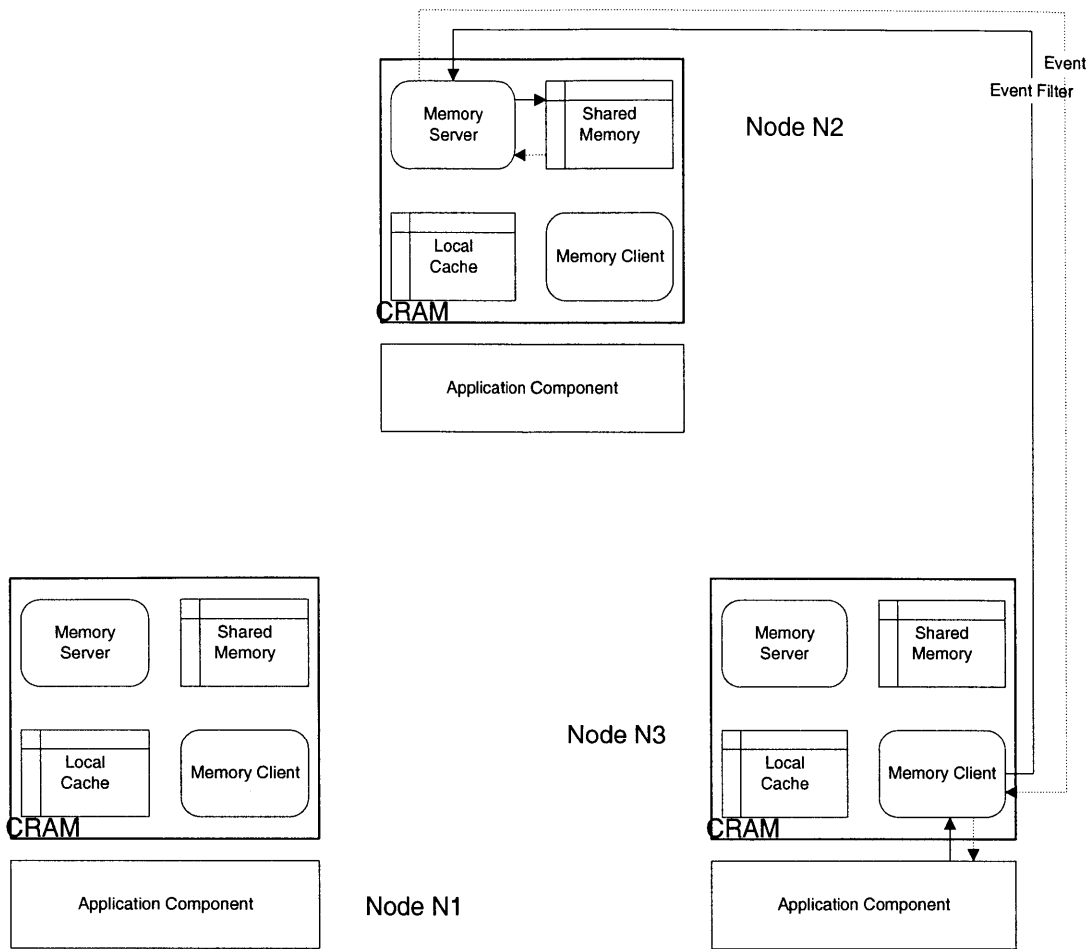 Event
Event Filter
Memory
Server
Shared
Memory
Node N2
Local
Cache
Memory Client
CRAM
Application Component
Memory
Server
Shared
Memory
Local
Cache
Memory Client
CRAM
Application Component
Node N1
Node N3
Memory
Server
Shared
Memory
Local
Cache
Memory Client
CRAM
Application Component